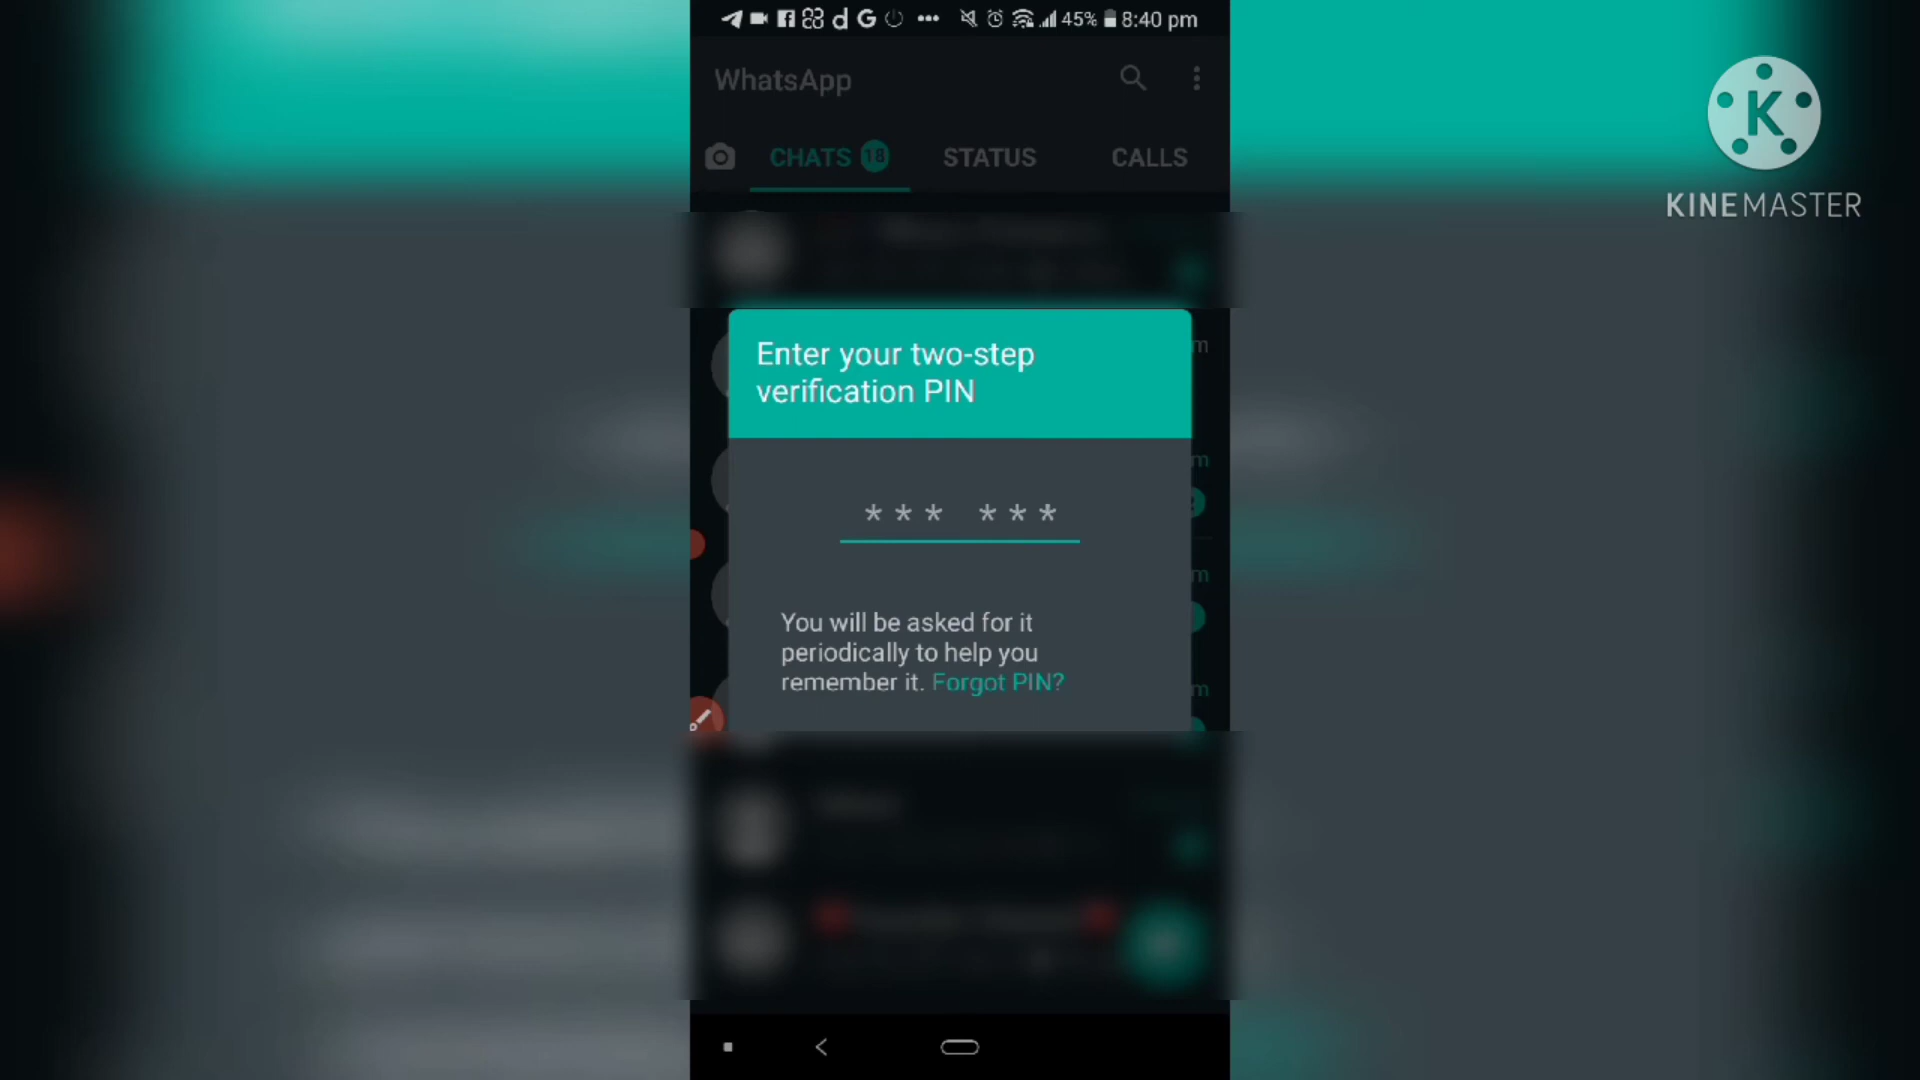 45% 8:40 pm
WhatsApp
CHATS 18 STATUS CALLS
KINEMASTER
Enter your two-step
verification PIN
*** ***
You will be asked for it
periodically to help you
remember it. Forgot PIN?